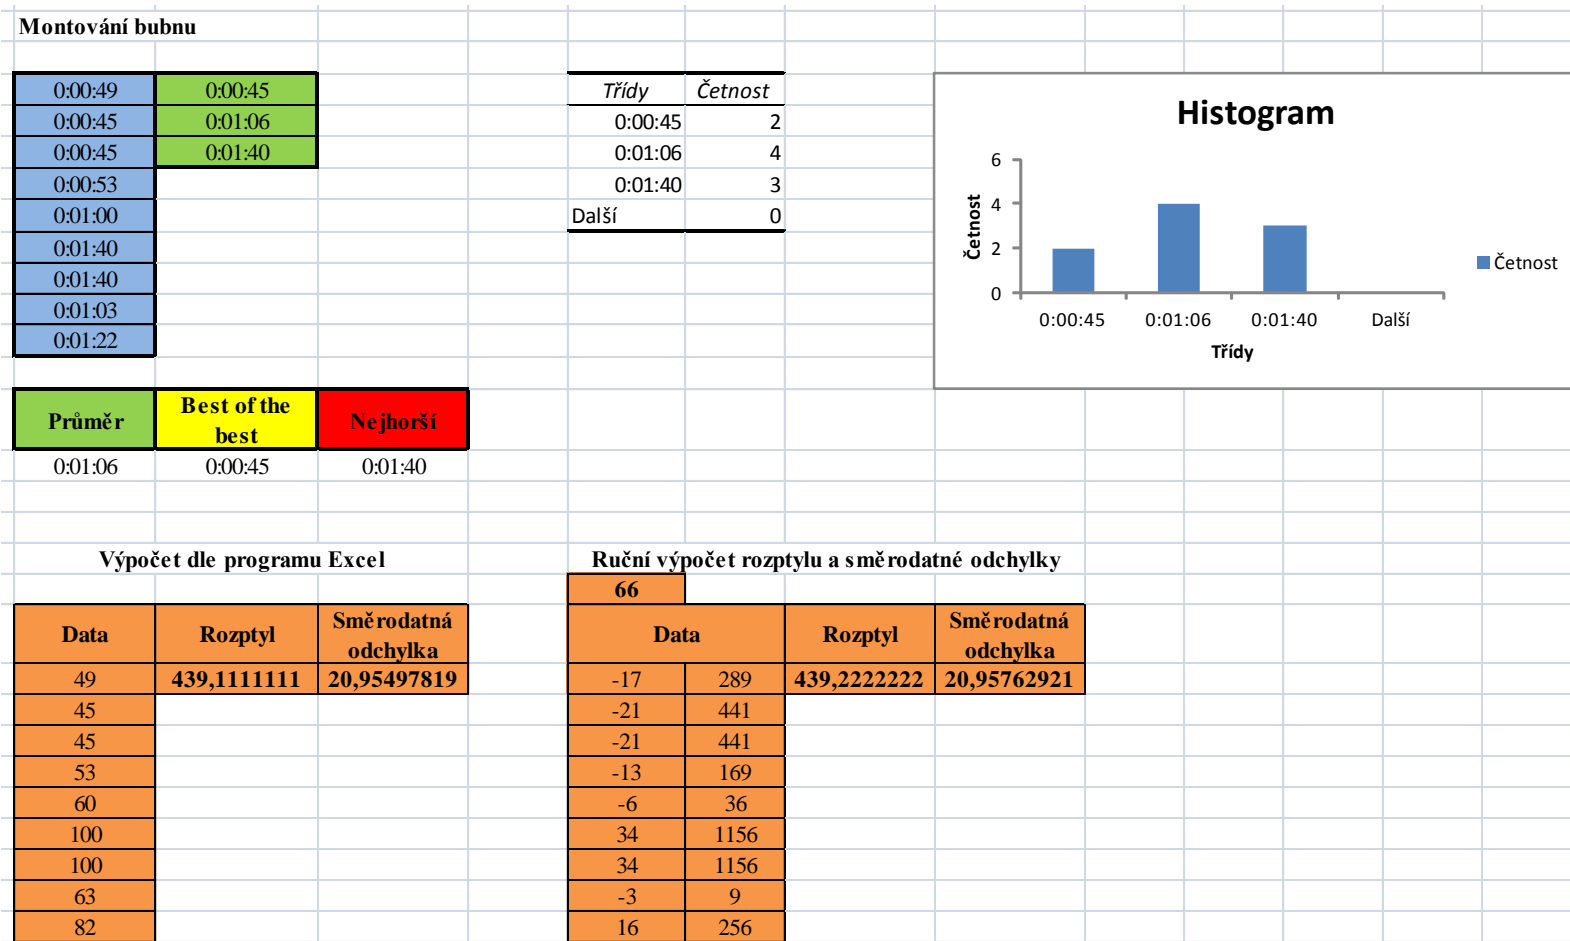 Montování bubnu
0:00:49 0:00:45
0:00:45 0:01:06
0:00:45 0:01:40
0:00:53
0:01:00
0:01:40
0:01:40
0:01:03
0:01:22
Třídy Četnost
0:00:45 2
0:01:06 4
0:01:40 3
Další 0
Histogram
Četnost
6
4
2
0
0:00:45 0:01:06 0:01:40 Další
Třídy
Četnost
Průměr Best of the best Nejhorší
0:01:06 0:00:45 0:01:40
Výpočet dle programu Excel
Data Rozptyl Směrodatná odchylka
49 439,1111111 20,95497819
45
45
53
60
100
100
63
82
Ruční výpočet rozptylu a směrodatné odchylky
66
Data Rozptyl Směrodatná odchylka
-17 289 439,2222222 20,95762921
-21 441
-21 441
-13 169
-6 36
34 1156
34 1156
-3 9
16 256